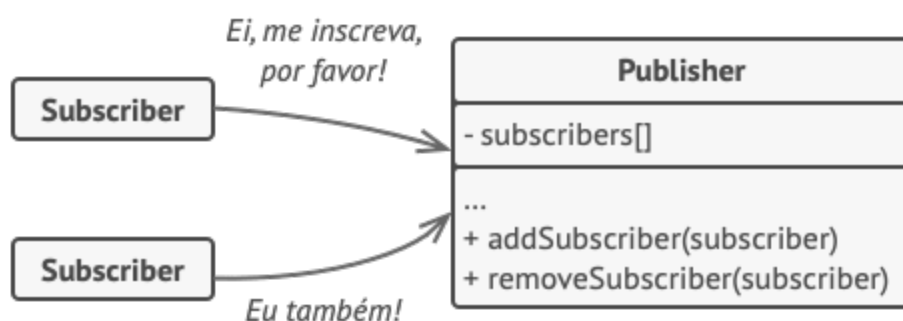 Ei, me inscreva,
por favor!
Subscriber
Publisher
- subscribers[]
...
+ addSubscriber(subscriber)
+ removeSubscriber(subscriber)
Subscriber
Eu também!